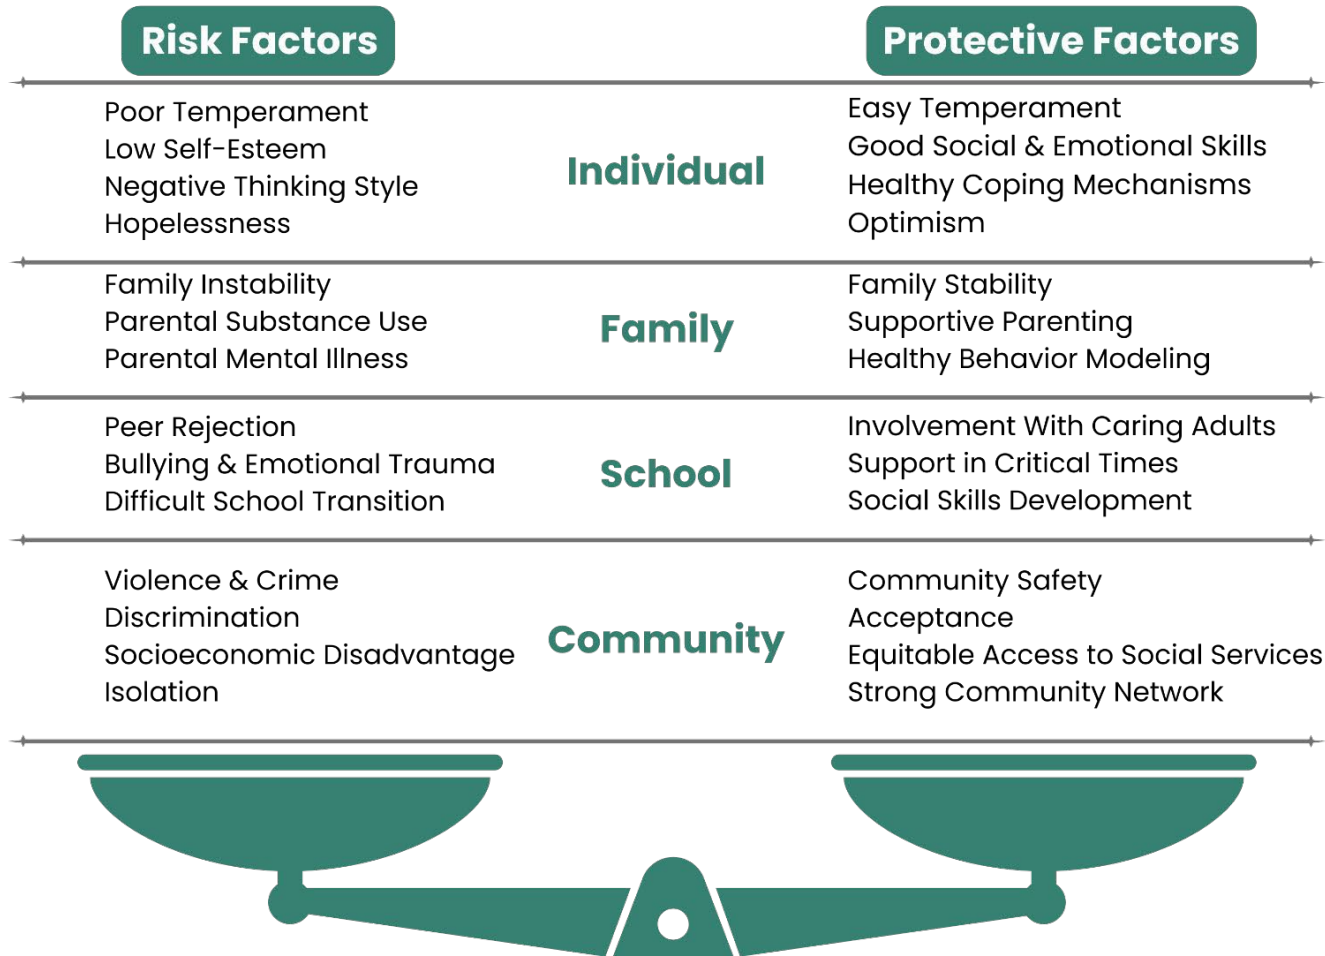 Risk Factors
Protective Factors
Individual
Poor Temperament
Low Self-Esteem
Negative Thinking Style
Hopelessness
Easy Temperament
Good Social & Emotional Skills
Healthy Coping Mechanisms
Optimism
Family
Family Instability
Parental Substance Use
Parental Mental Illness
Family Stability
Supportive Parenting
Healthy Behavior Modeling
School
Peer Rejection
Bullying & Emotional Trauma
Difficult School Transition
Involvement With Caring Adults
Support in Critical Times
Social Skills Development
Community
Violence & Crime
Discrimination
Socioeconomic Disadvantage
Isolation
Community Safety
Acceptance
Equitable Access to Social Services
Strong Community Network